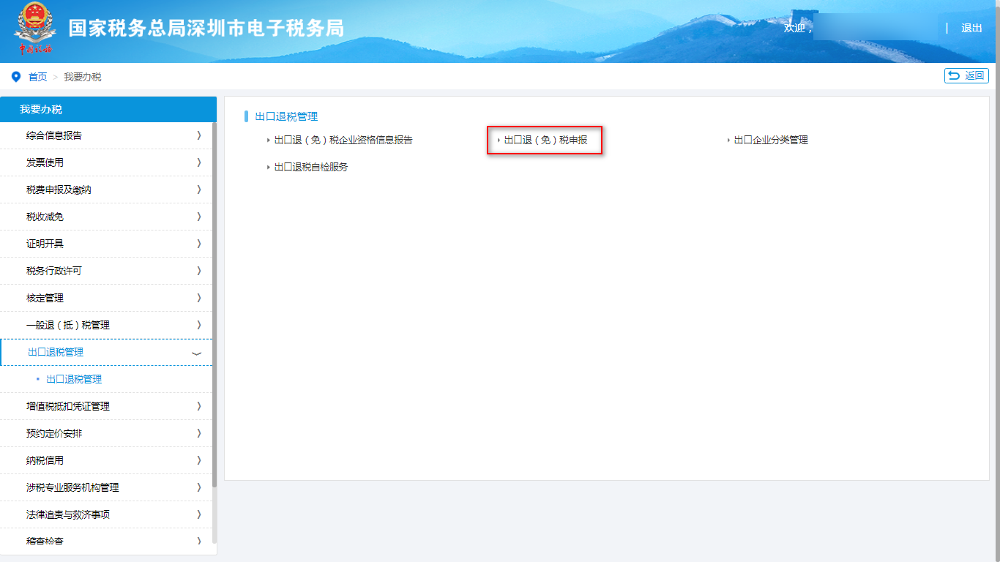 国家税务总局深圳市电子税务局
中国税务
欢迎，
| 退出
首页 > 我要办税
返回
我要办税
综合信息报告
发票使用
税费申报及缴纳
税收减免
证明开具
税务行政许可
核定管理
一般退（抵）税管理
出口退税管理
出口退税管理
增值税抵扣凭证管理
预约定价安排
纳税信用
涉税专业服务机构管理
法律追责与救济事项
稽查检查
出口退税管理
出口退（免）税企业资格信息报告
出口退（免）税申报
出口企业分类管理
出口退税自检服务